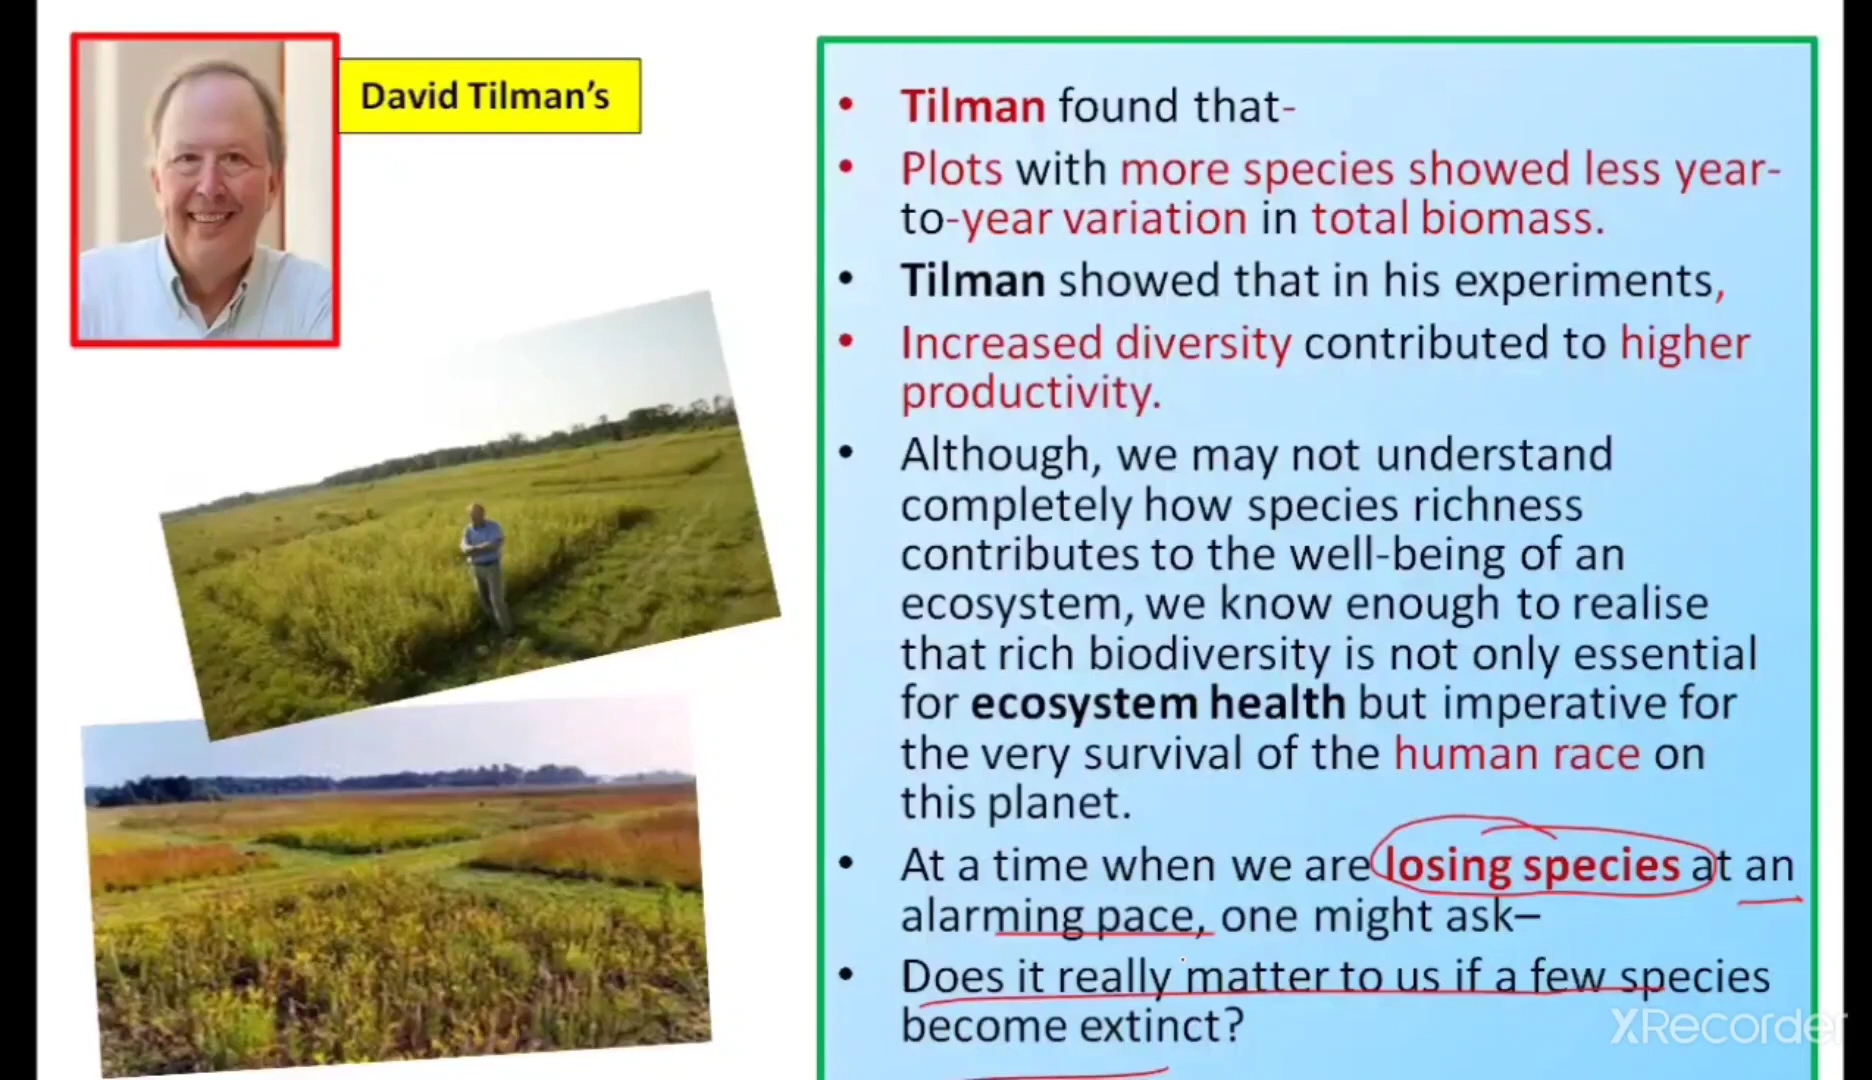 David Tilman's
• Tilman found that-
• Plots with more species showed less year-
to-year variation in total biomass.
• Tilman showed that in his experiments,
• Increased diversity contributed to higher
productivity.
• Although, we may not understand
completely how species richness
contributes to the well-being of an
ecosystem, we know enough to realise
that rich biodiversity is not only essential
for ecosystem health but imperative for
the very survival of the human race on
this planet.
• At a time when we are losing species at an
alarming pace, one might ask–
• Does it really matter to us if a few species
become extinct?
XRecorder